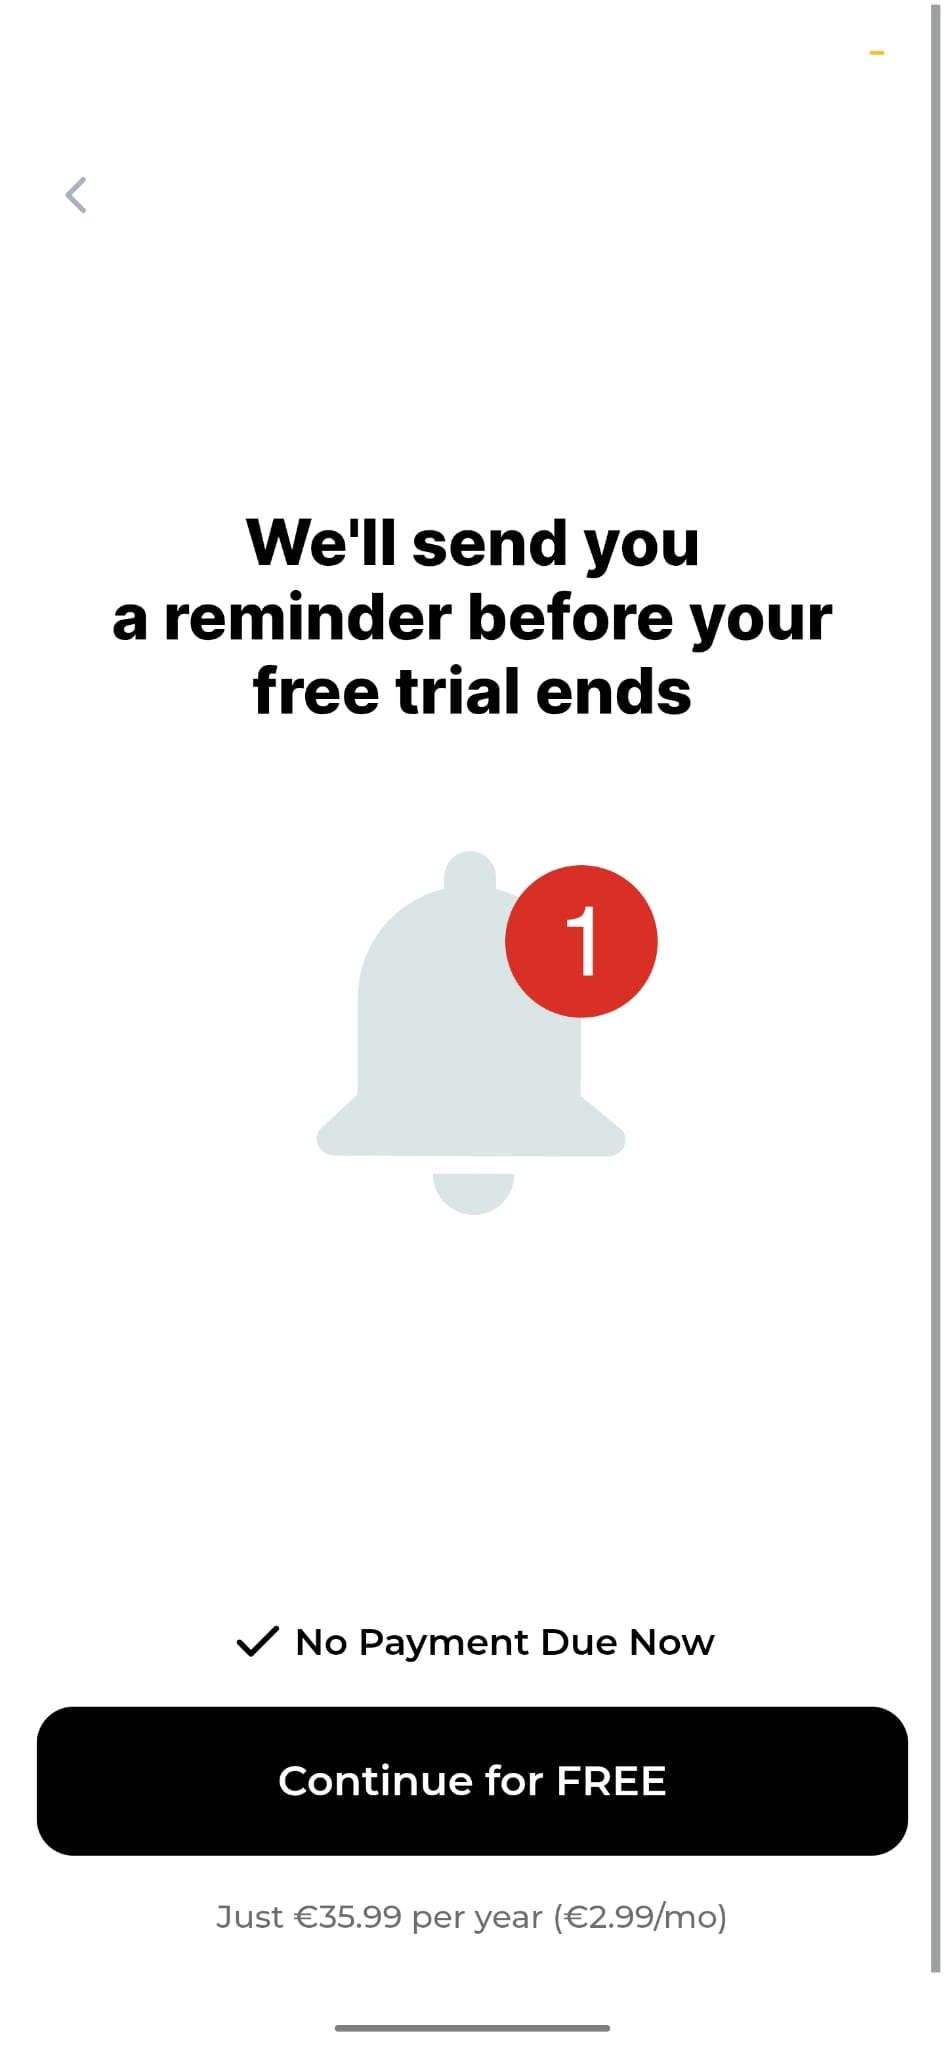 We'll send you
a reminder before your
free trial ends
1
No Payment Due Now
Continue for FREE
Just €35.99 per year (€2.99/mo)